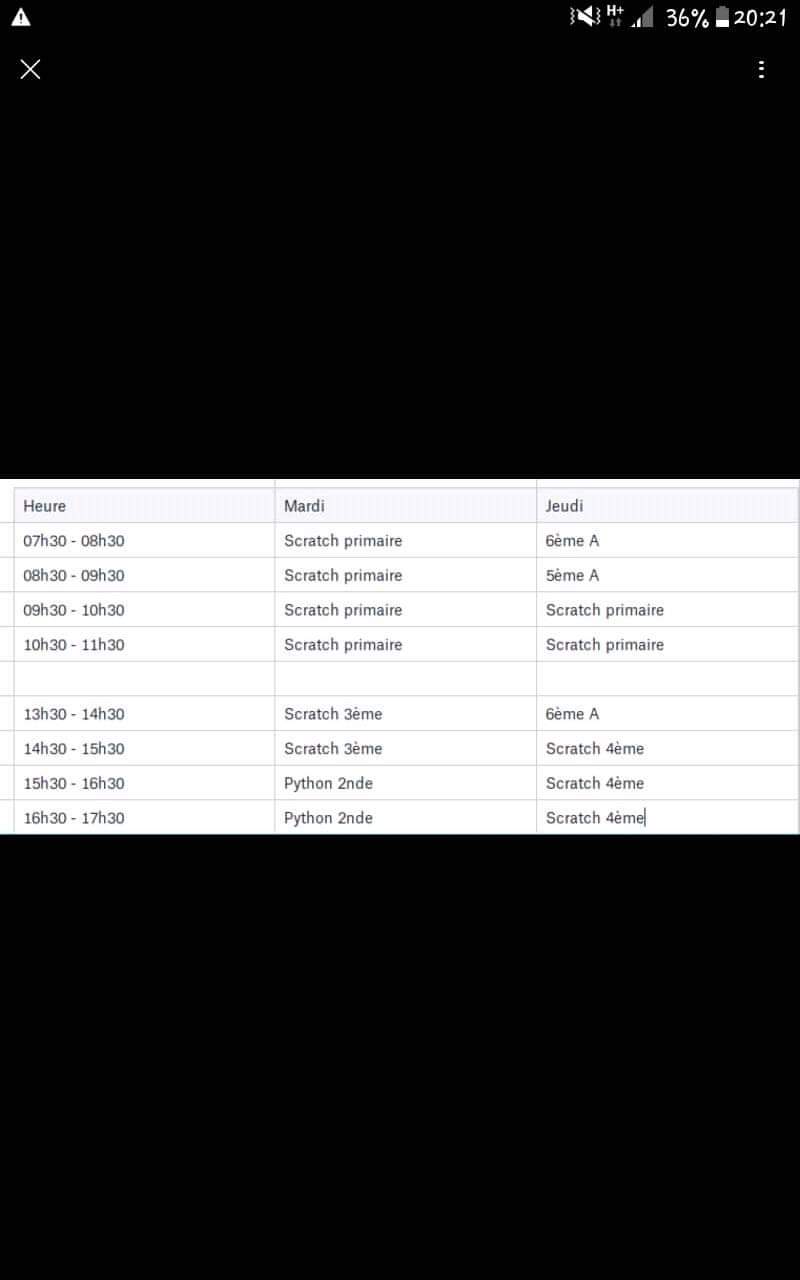 H+ 36% 20:21
Heure Mardi Jeudi
07h30 - 08h30 Scratch primaire 6ème A
08h30 - 09h30 Scratch primaire 5ème A
09h30 - 10h30 Scratch primaire Scratch primaire
10h30 - 11h30 Scratch primaire Scratch primaire
13h30 - 14h30 Scratch 3ème 6ème A
14h30 - 15h30 Scratch 3ème Scratch 4ème
15h30 - 16h30 Python 2nde Scratch 4ème
16h30 - 17h30 Python 2nde Scratch 4ème